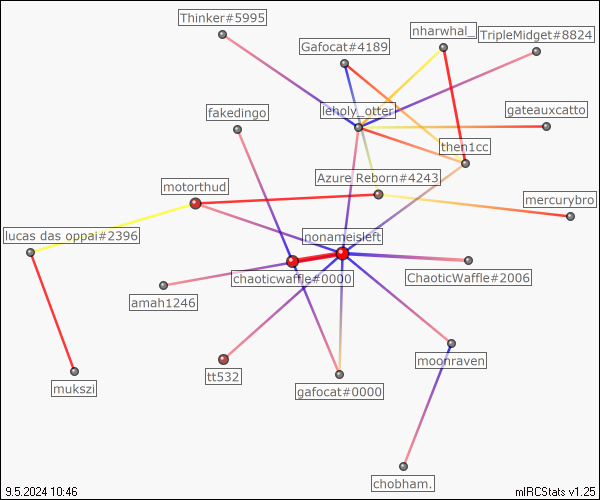 Thinker#5995
nharwhal_
TripleMidget#8824
Gafocat#4189
fakedingo
leholy_otter
gateauxcatto
then1cc
Azure Reborn#4243
motorthud
mercurybro
lucas das oppai#2396
nonameisleft
chaoticwaffle#0000
ChaoticWaffle#2006
amah1246
moonraven
tt532
mukszi
gafocat#0000
chobham.
9.5.2024 10:46
mIRCStats v1.25